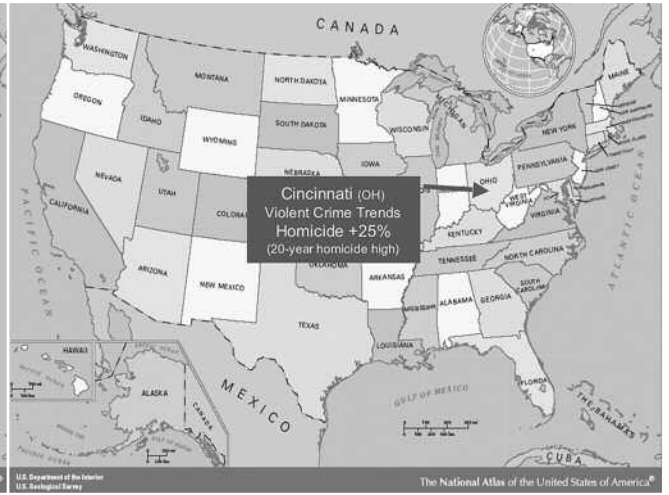 CANADA
WASHINGTON
MONTANA
NORTH DAKOTA
MINNESOTA
MAINE
OREGON
IDAHO
SOUTH DAKOTA
WISCONSIN
MICHIGAN
NEW YORK
WYOMING
IOWA
PENNSYLVANIA
NEBRASKA
OHIO
NEVADA
UTAH
COLORA
CALIFORNIA
Cincinnati (OH)
Violent Crime Trends
Homicide +25%
(20-year homicide high)
WEST VIRGINIA
VIRGINIA
KENTUCKY
PACIFIC OCEAN
ATLANTIC OCEAN
TENNESSEE
NORTH CAROLINA
ARIZONA
NEW MEXICO
OKLAHOMA
ARKANSAS
SOUTH CAROLINA
MISSISSIPPI
ALABAMA
GEORGIA
TEXAS
LOUISIANA
FLORIDA
HAWAII
ALASKA
CANADA
MEXICO
GULF OF MEXICO
THE BAHAMAS
CUBA
U.S. Department of the Interior
U.S. Geological Survey
The National Atlas of the United States of America®